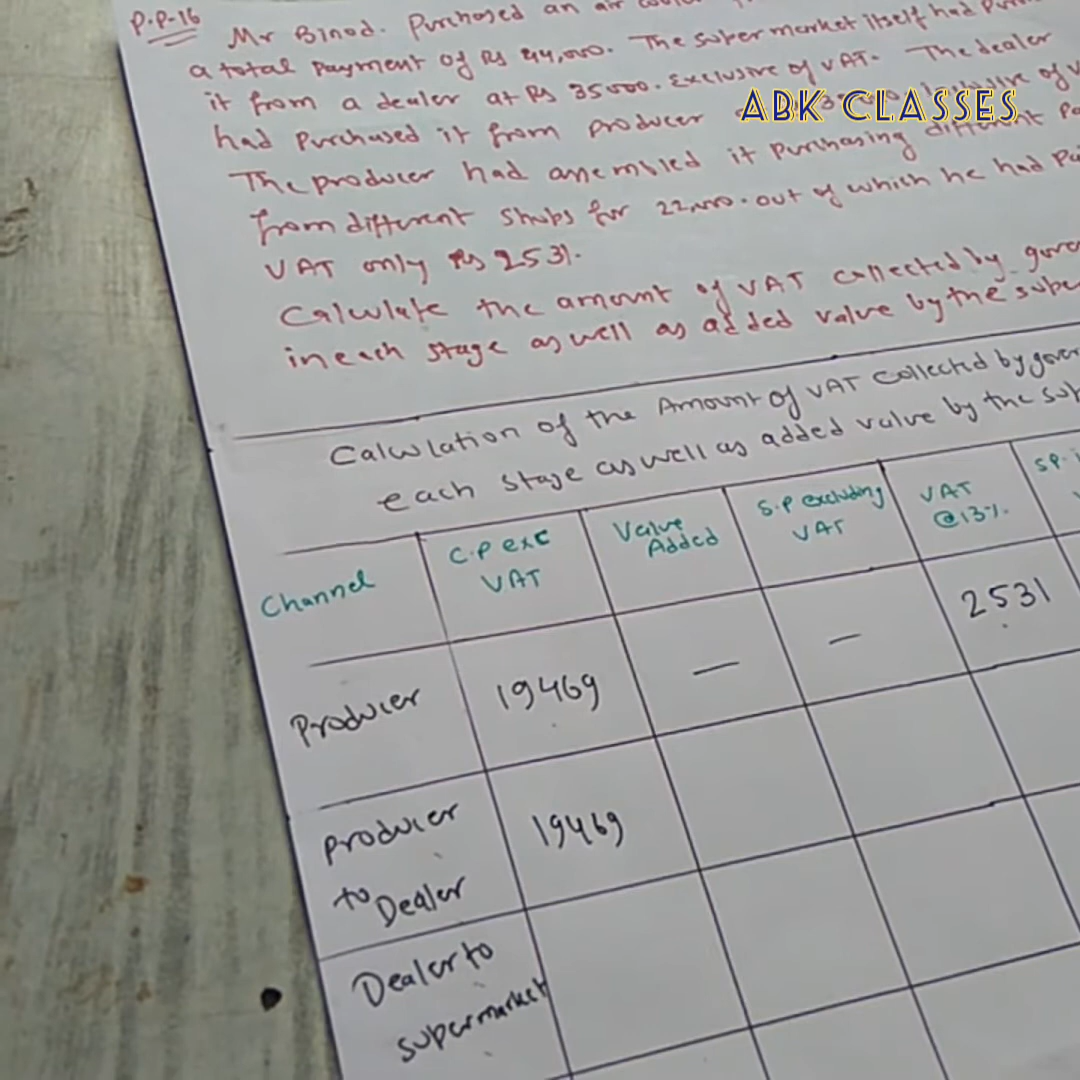 P.P-16
Mr Binod. Purchased an air
a total payment of Rs 44,000. The supermarket itself had
it from a dealer at Rs 35000. Exclusive of VAT. The dealer
ABK CLASSES
had Purchased it from producer
The producer had assembled it purchasing different
from different shops for 22,000. out of which he had
VAT only Rs 2531.
Calculate the amount of VAT collected by
in each stage as well as added value by the
Calculation of the Amount of VAT collected by
each stage as well as added value by the
Channel
C.P exc VAT
Value Added
S.P excluding VAT
VAT @13%
SP.
Producer
19469
—
—
2531
producer to Dealer
19469
Dealer to supermarket